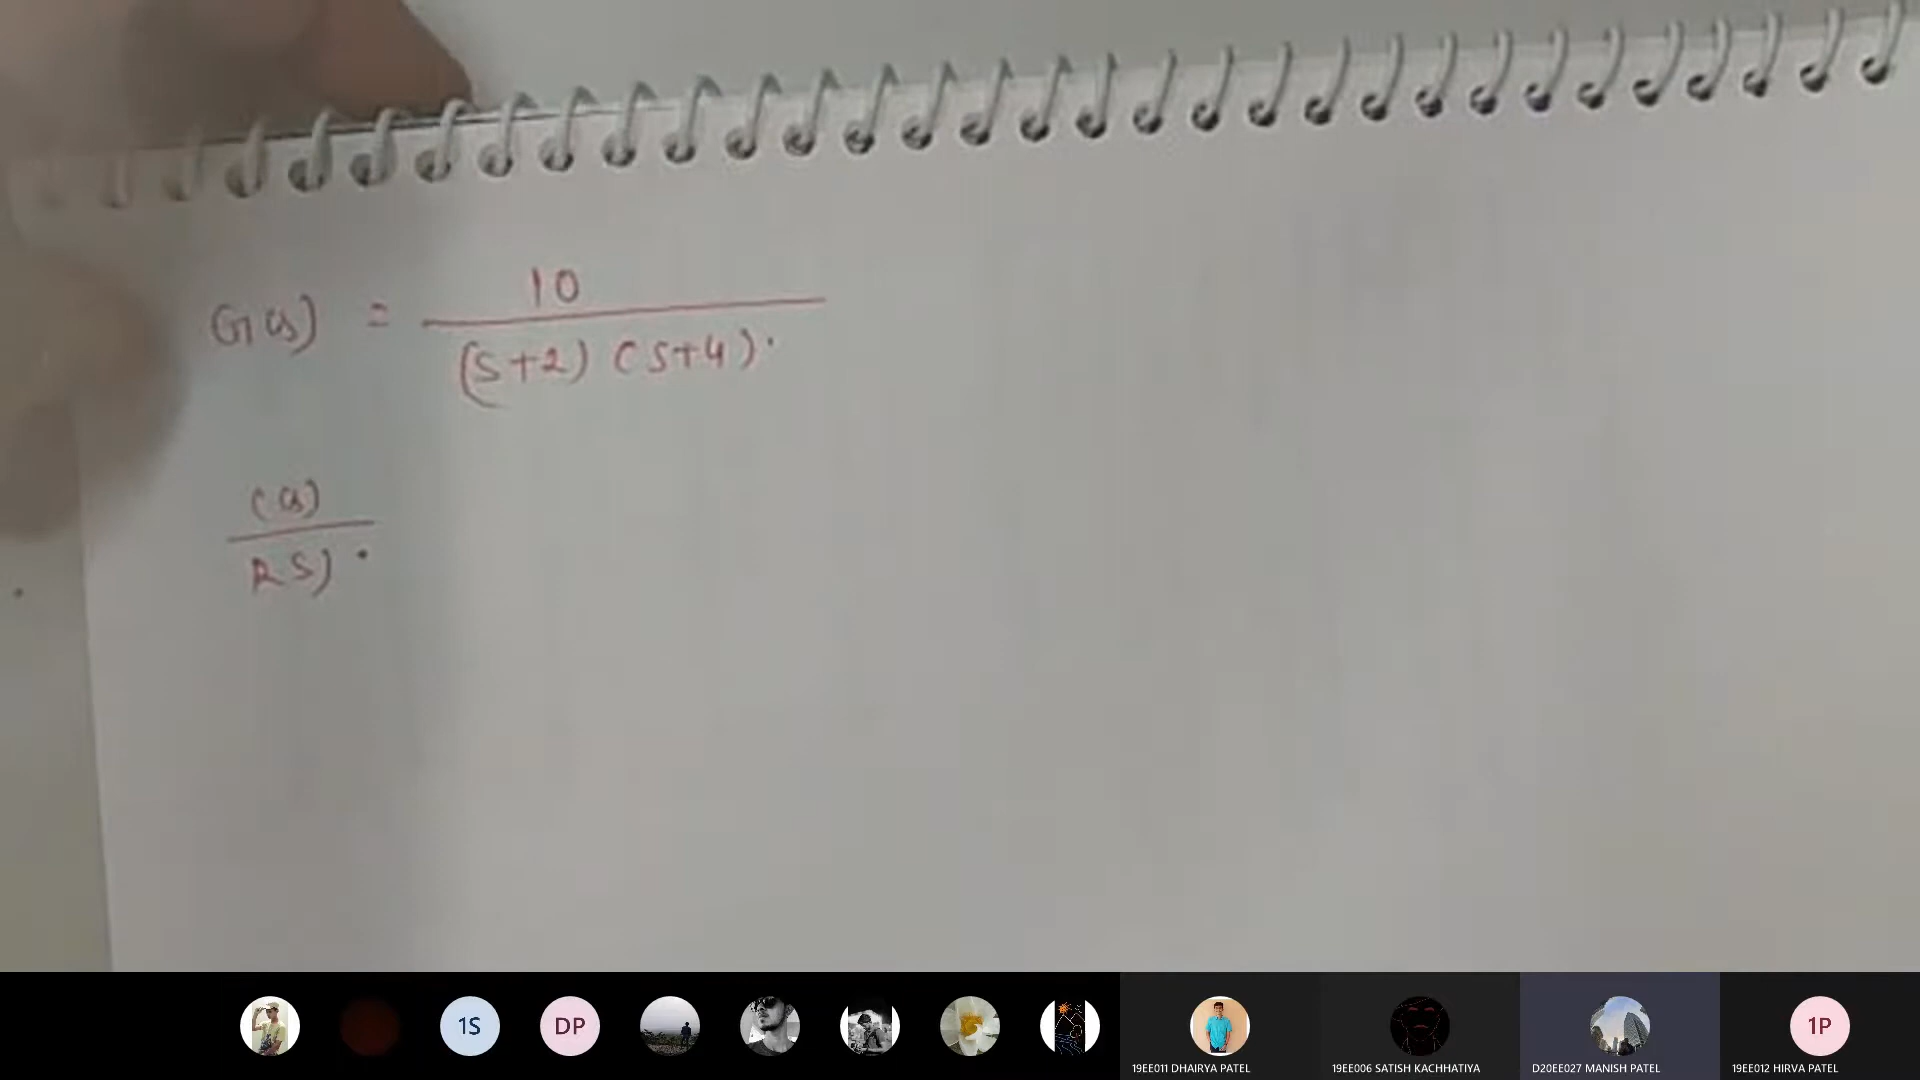 G(s) = 10
(s+2) (s+4).
C(s)
R(s).
1S DP 1P
19EE011 DHAIRYA PATEL 19EE006 SATISH KACHHATIYA D20EE027 MANISH PATEL 19EE012 HIRVA PATEL